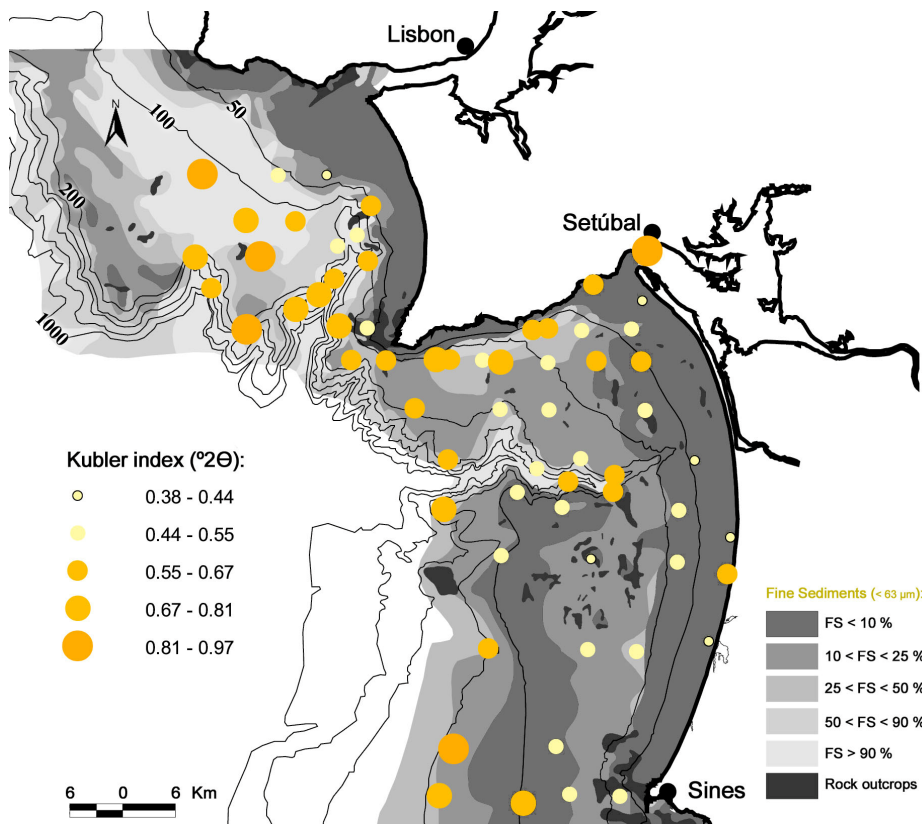 Lisbon
50
100
N
200
Setúbal
1000
Kubler index (º2Θ):
0.38 - 0.44
0.44 - 0.55
0.55 - 0.67
0.67 - 0.81
0.81 - 0.97
Fine Sediments (< 63 µm):
FS < 10 %
10 < FS < 25 %
25 < FS < 50 %
50 < FS < 90 %
FS > 90 %
Rock outcrops
6 0 6 Km
Sines